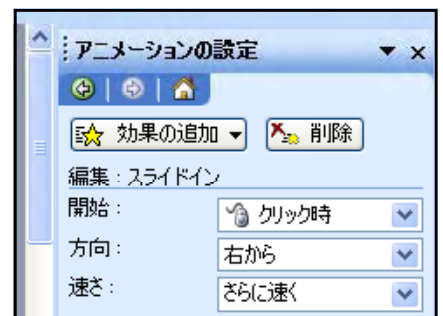 アニメーションの設定
効果の追加 削除
編集：スライドイン
開始： クリック時
方向： 右から
速さ： さらに速く